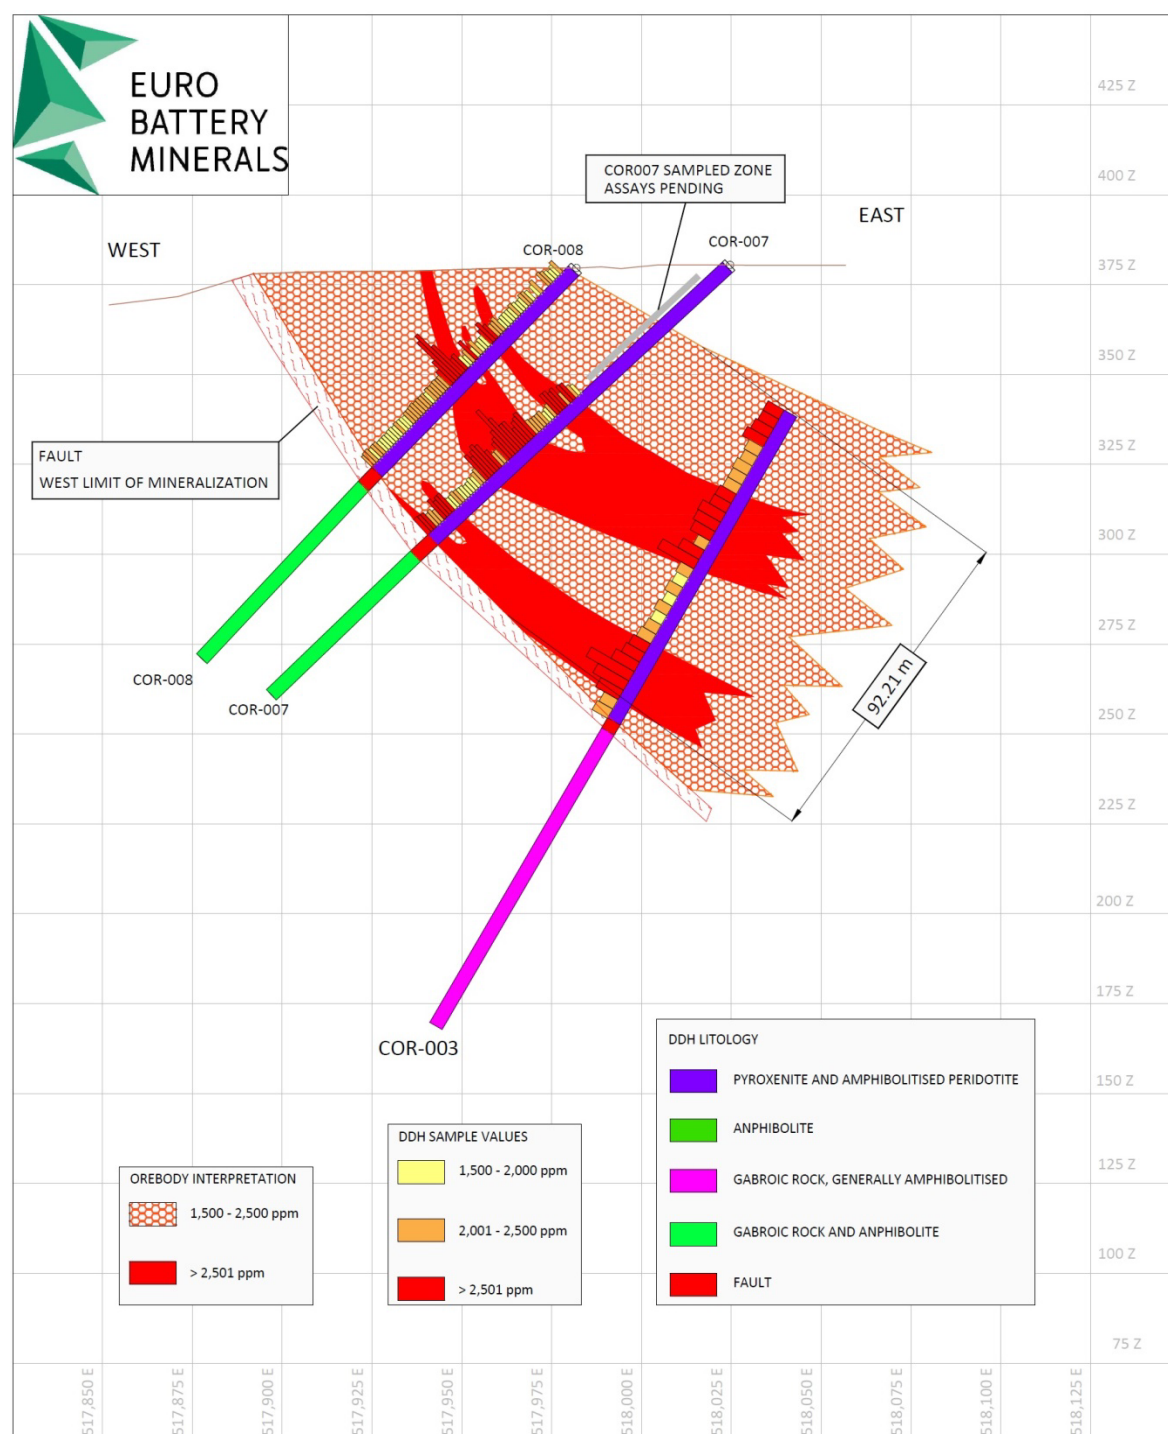 EURO
BATTERY
MINERALS
425 Z
400 Z
COR007 SAMPLED ZONE
ASSAYS PENDING
EAST
WEST
COR-008
COR-007
375 Z
350 Z
FAULT
WEST LIMIT OF MINERALIZATION
325 Z
300 Z
275 Z
COR-008
COR-007
92.21 m
250 Z
225 Z
200 Z
175 Z
COR-003
DDH LITOLOGY
PYROXENITE AND AMPHIBOLITISED PERIDOTITE
ANPHIBOLITE
GABROIC ROCK, GENERALLY AMPHIBOLITISED
GABROIC ROCK AND ANPHIBOLITE
FAULT
150 Z
125 Z
100 Z
75 Z
DDH SAMPLE VALUES
1,500 - 2,000 ppm
2,001 - 2,500 ppm
> 2,501 ppm
OREBODY INTERPRETATION
1,500 - 2,500 ppm
> 2,501 ppm
517,850 E
517,875 E
517,900 E
517,925 E
517,950 E
517,975 E
518,000 E
518,025 E
518,050 E
518,075 E
518,100 E
518,125 E